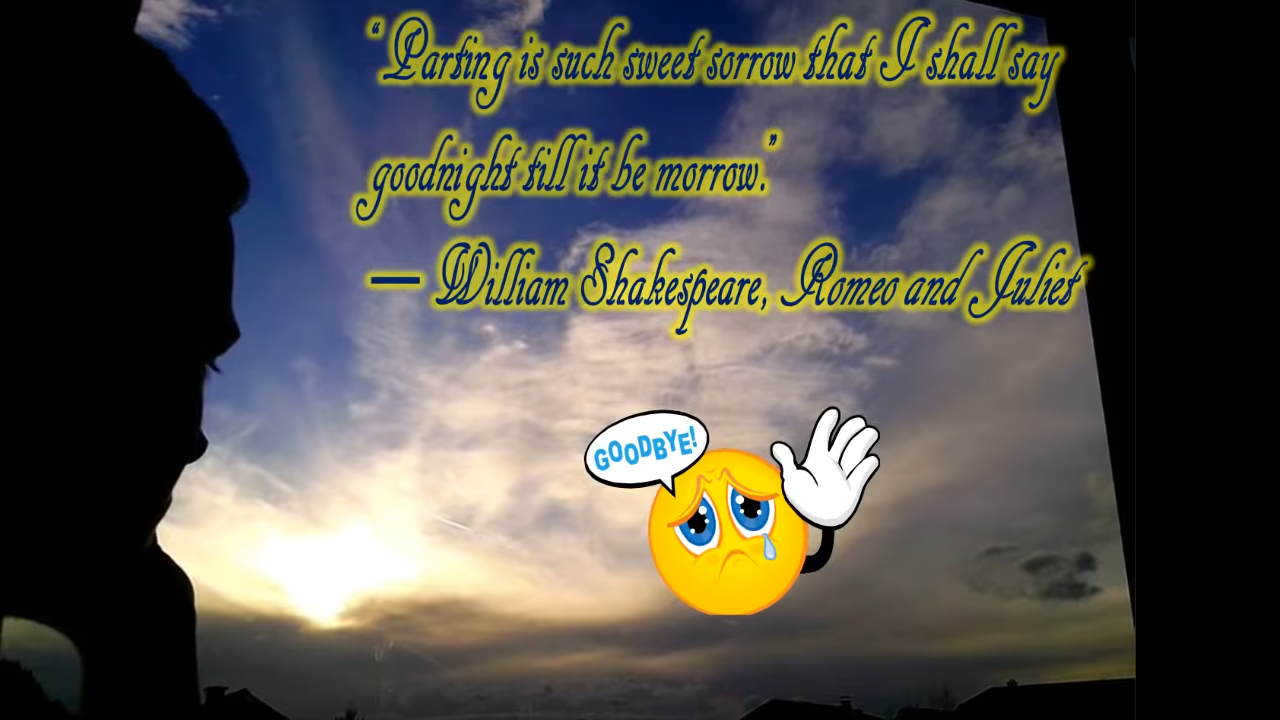 “Parting is such sweet sorrow that I shall say
goodnight till it be morrow.”
— William Shakespeare, Romeo and Juliet
GOODBYE!